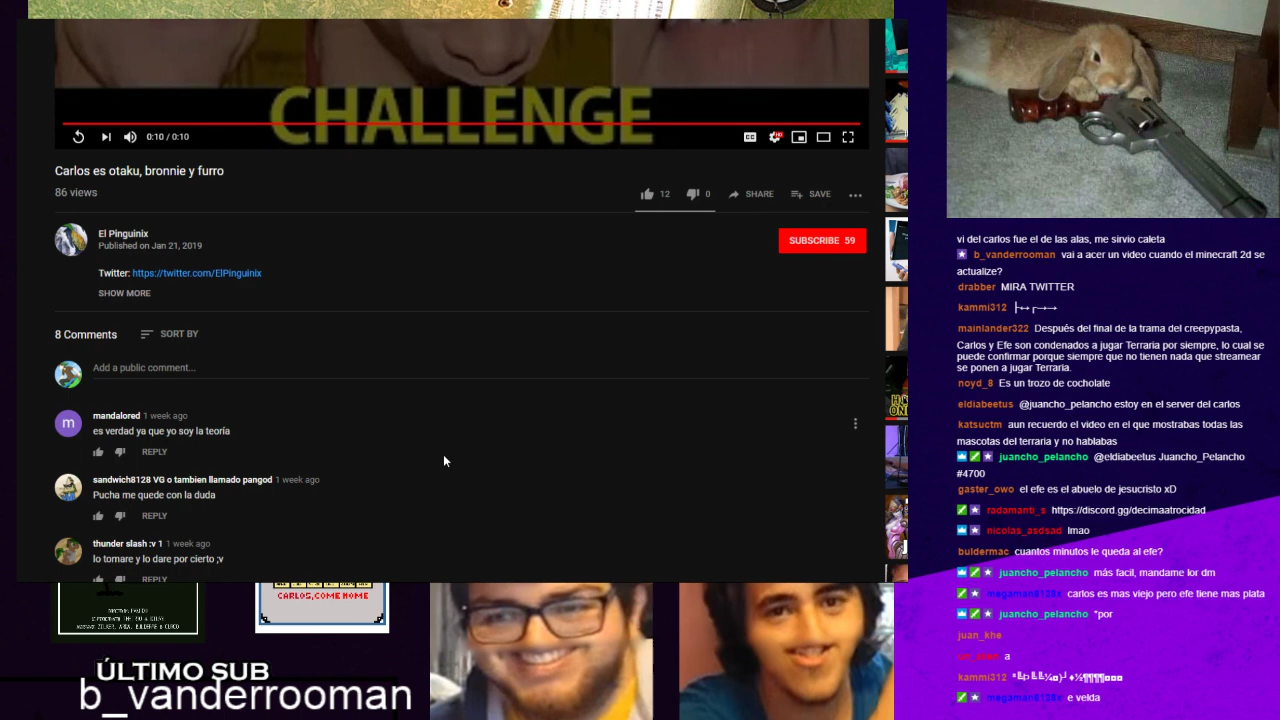 CHALLENGE
0:10 / 0:10
CC
HD
Carlos es otaku, bronnie y furro
86 views
12
0
SHARE
SAVE
El Pinguinix
Published on Jan 21, 2019
SUBSCRIBE 59
Twitter: https://twitter.com/ElPinguinix
SHOW MORE
8 Comments
SORT BY
Add a public comment...
m
mandalored 1 week ago
es verdad ya que yo soy la teoría
REPLY
sandwich8128 VG o tambien llamado pangod 1 week ago
Pucha me quede con la duda
REPLY
thunder slash :v 1 1 week ago
lo tomare y lo dare por cierto ;v
REPLY
CARLOS,COME HOME
ÚLTIMO SUB
b_vanderrooman
vi del carlos fue el de las alas, me sirvio caleta
b_vanderrooman vai a acer un video cuando el minecraft 2d se
actualize?
drabber MIRA TWITTER
kammi312
mainlander322 Después del final de la trama del creepypasta,
Carlos y Efe son condenados a jugar Terraria por siempre, lo cual se
puede confirmar porque siempre que no tienen nada que streamear
se ponen a jugar Terraria.
noyd_8 Es un trozo de cocholate
eldiabeetus @juancho_pelancho estoy en el server del carlos
katsuctm aun recuerdo el video en el que mostrabas todas las
mascotas del terraria y no hablabas
juancho_pelancho @eldiabeetus Juancho_Pelancho
#4700
gaster_owo el efe es el abuelo de jesucristo xD
radamanti_s https://discord.gg/decimaatrocidad
nicolas_asdsad lmao
buldermac cuantos minutos le queda al efe?
juancho_pelancho más facil, mandame lor dm
megaman8128x carlos es mas viejo pero efe tiene mas plata
juancho_pelancho *por
juan_khe
a
kammi312
megaman8128x e velda